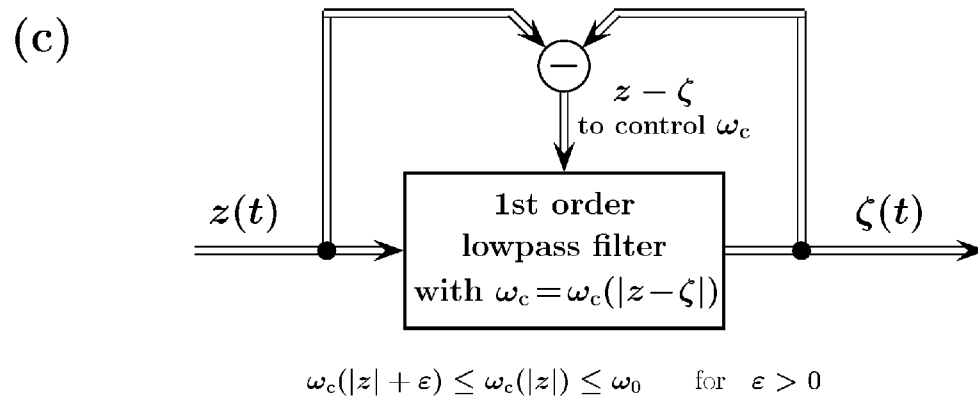 (c)
−
z − ζ
to control ω_c
z(t)
ζ(t)
1st order
lowpass filter
with ω_c = ω_c(|z−ζ|)
ω_c(|z| + ε) ≤ ω_c(|z|) ≤ ω_0 for ε > 0